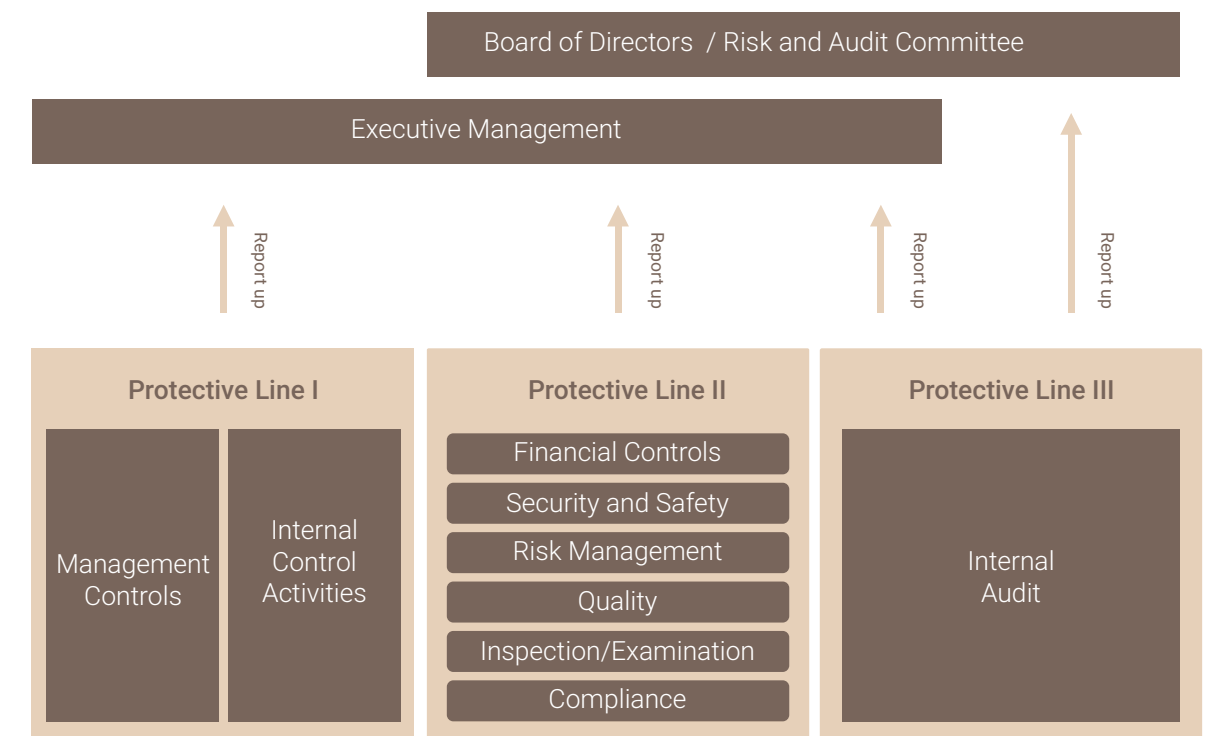 Board of Directors / Risk and Audit Committee
Executive Management
Report up
Report up
Report up
Report up
Protective Line I
Management
Controls
Internal
Control
Activities
Protective Line II
Financial Controls
Security and Safety
Risk Management
Quality
Inspection/Examination
Compliance
Protective Line III
Internal
Audit